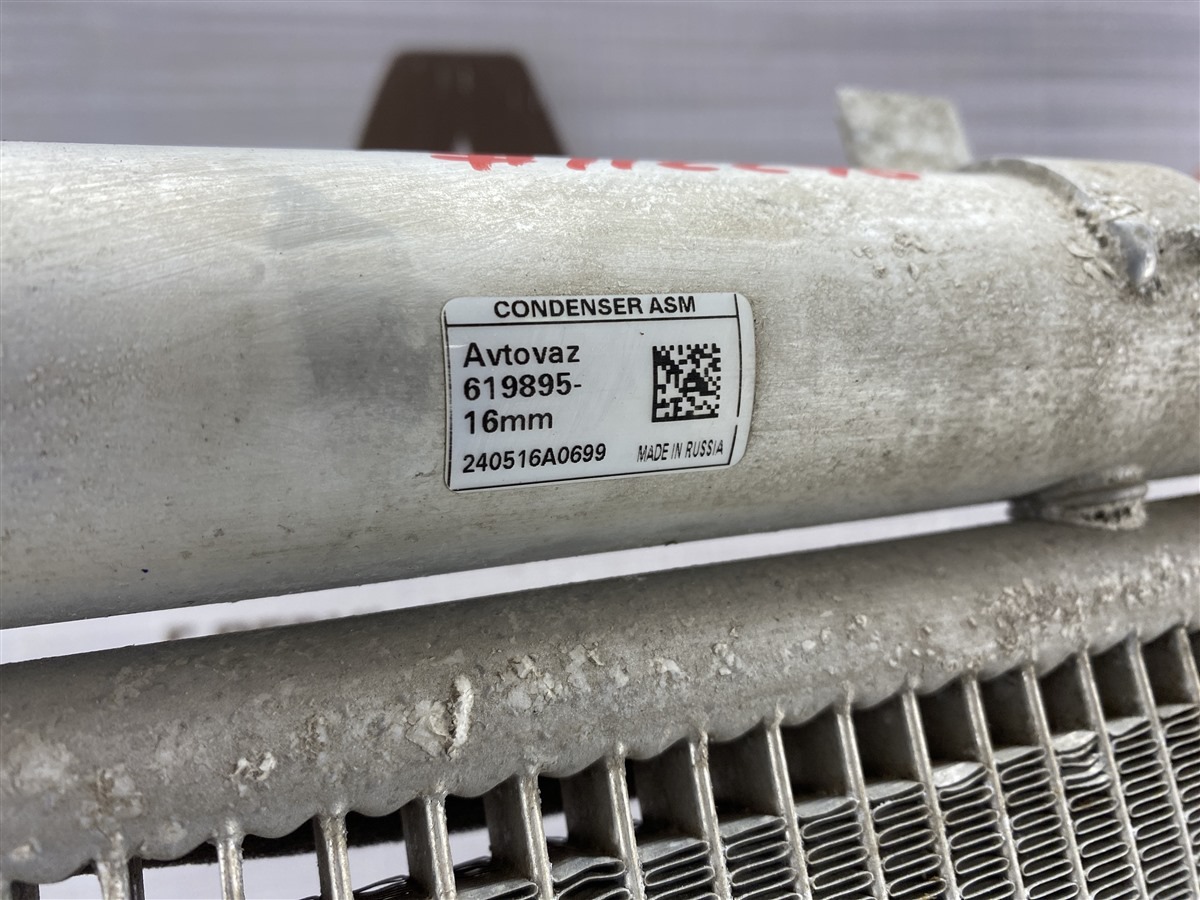 CONDENSER ASM
Avtovaz
619895-
16mm
240516A0699 MADE IN RUSSIA